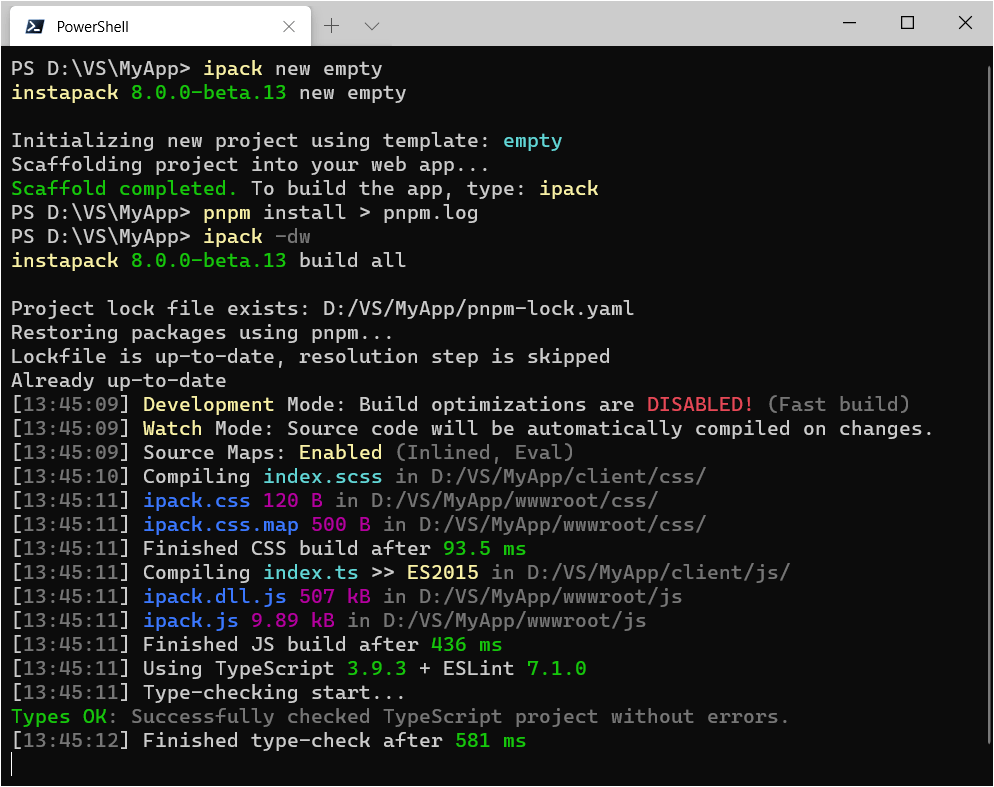 PowerShell
PS D:\VS\MyApp> ipack new empty
instapack 8.0.0-beta.13 new empty
Initializing new project using template: empty
Scaffolding project into your web app...
Scaffold completed. To build the app, type: ipack
PS D:\VS\MyApp> pnpm install > pnpm.log
PS D:\VS\MyApp> ipack -dw
instapack 8.0.0-beta.13 build all
Project lock file exists: D:/VS/MyApp/pnpm-lock.yaml
Restoring packages using pnpm...
Lockfile is up-to-date, resolution step is skipped
Already up-to-date
[13:45:09] Development Mode: Build optimizations are DISABLED! (Fast build)
[13:45:09] Watch Mode: Source code will be automatically compiled on changes.
[13:45:09] Source Maps: Enabled (Inlined, Eval)
[13:45:10] Compiling index.scss in D:/VS/MyApp/client/css/
[13:45:11] ipack.css 120 B in D:/VS/MyApp/wwwroot/css/
[13:45:11] ipack.css.map 500 B in D:/VS/MyApp/wwwroot/css/
[13:45:11] Finished CSS build after 93.5 ms
[13:45:11] Compiling index.ts >> ES2015 in D:/VS/MyApp/client/js/
[13:45:11] ipack.dll.js 507 kB in D:/VS/MyApp/wwwroot/js
[13:45:11] ipack.js 9.89 kB in D:/VS/MyApp/wwwroot/js
[13:45:11] Finished JS build after 436 ms
[13:45:11] Using TypeScript 3.9.3 + ESLint 7.1.0
[13:45:11] Type-checking start...
Types OK: Successfully checked TypeScript project without errors.
[13:45:12] Finished type-check after 581 ms